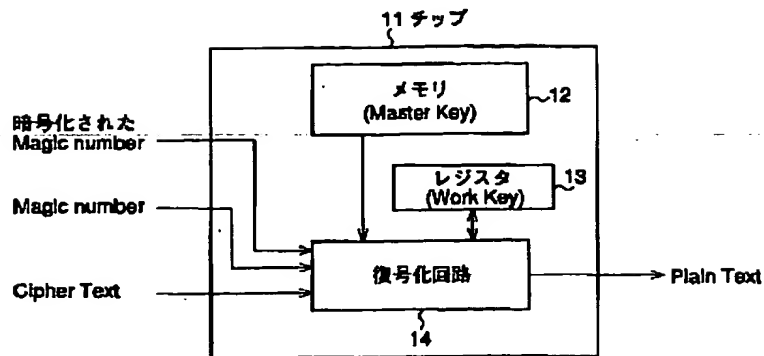 11 チップ
メモリ
(Master Key)
12
暗号化された
Magic number
レジスタ
(Work Key)
13
Magic number
復号化回路
Cipher Text
Plain Text
14